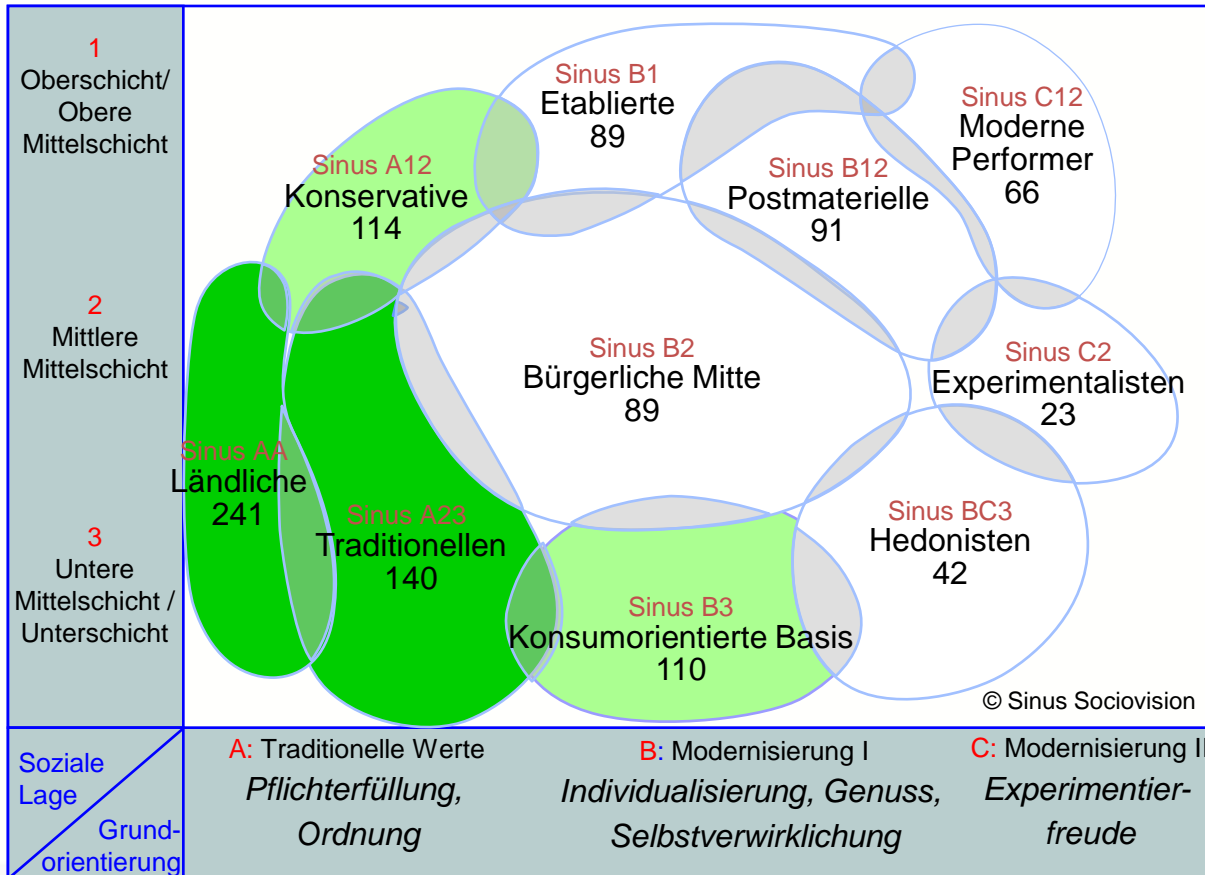 1
Oberschicht/
Obere
Mittelschicht
2
Mittlere
Mittelschicht
3
Untere
Mittelschicht /
Unterschicht
Sinus B1
Etablierte
89
Sinus C12
Moderne
Performer
66
Sinus A12
Konservative
114
Sinus B12
Postmaterielle
91
Sinus B2
Bürgerliche Mitte
89
Sinus C2
Experimentalisten
23
Sinus AA
Ländliche
241
Sinus A23
Traditionellen
140
Sinus BC3
Hedonisten
42
Sinus B3
Konsumorientierte Basis
110
© Sinus Sociovision
Soziale
Lage
Grund-
orientierung
A: Traditionelle Werte
Pflichterfüllung,
Ordnung
B: Modernisierung I
Individualisierung, Genuss,
Selbstverwirklichung
C: Modernisierung II
Experimentier-
freude